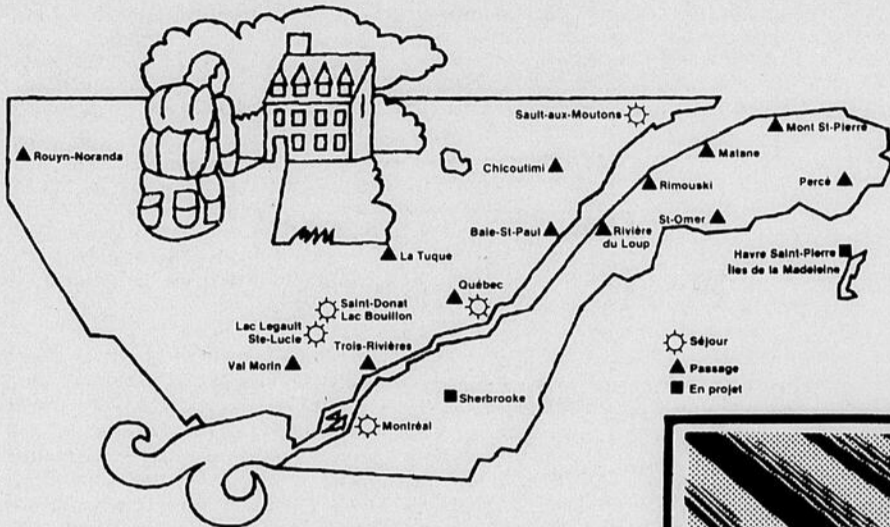 Sault-aux-Moutons
Mont St-Pierre
Rouyn-Noranda
Chicoutimi
Matane
Rimouski
Percé
Baie-St-Paul
Rivière
du Loup
St-Omer
La Tuque
Havre Saint-Pierre
Îles de la Madeleine
Québec
Saint-Donat
Lac Bouillon
Lac Legault
Ste-Lucie
Val Morin
Trois-Rivières
Séjour
Passage
En projet
Sherbrooke
Montréal